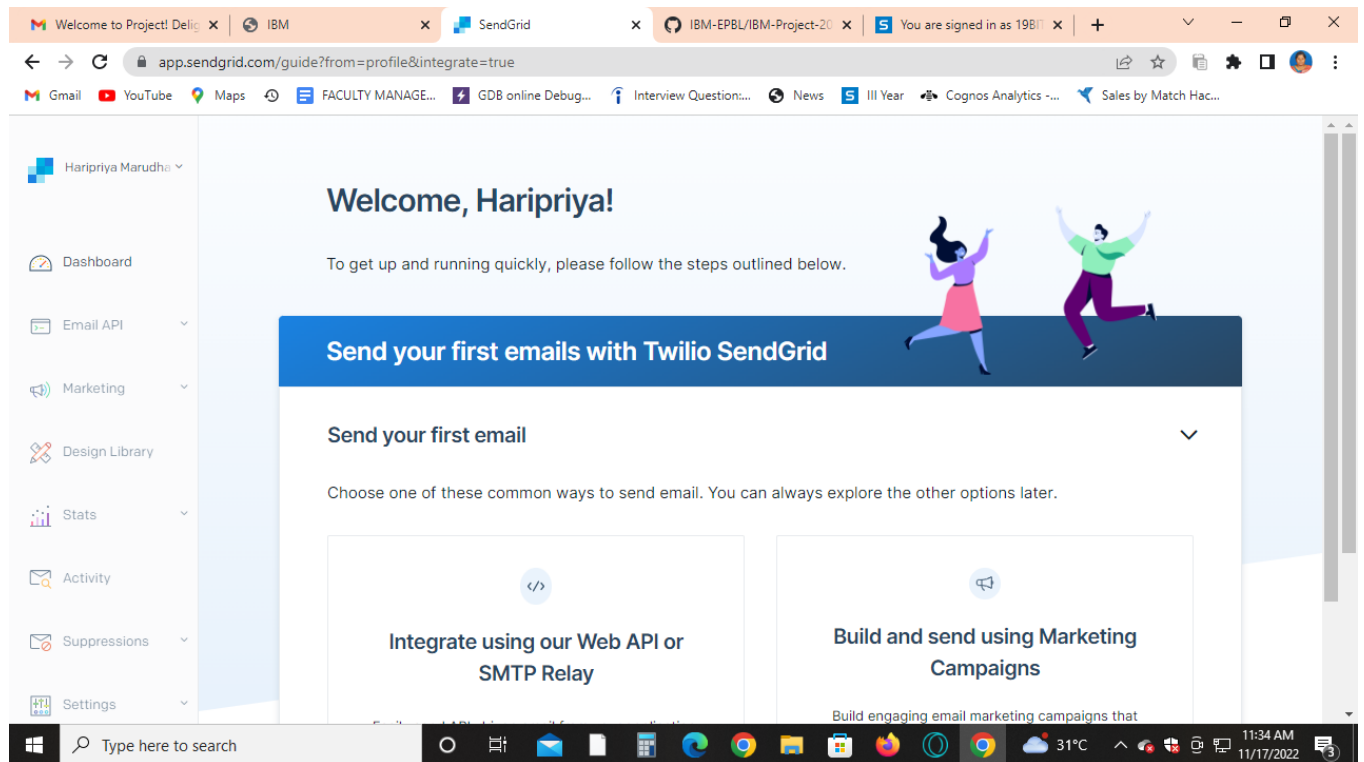 Welcome to Project! Delig
IBM
SendGrid
IBM-EPBL/IBM-Project-20
You are signed in as 19BIT
app.sendgrid.com/guide?from=profile&integrate=true
Gmail
YouTube
Maps
FACULTY MANAGE...
GDB online Debug...
Interview Question:...
News
III Year
Cognos Analytics -...
Sales by Match Hac...
Haripriya Marudha
Dashboard
Email API
Marketing
Design Library
Stats
Activity
Suppressions
Settings
Welcome, Haripriya!
To get up and running quickly, please follow the steps outlined below.
Send your first emails with Twilio SendGrid
Send your first email
Choose one of these common ways to send email. You can always explore the other options later.
Integrate using our Web API or
SMTP Relay
Build and send using Marketing
Campaigns
Build engaging email marketing campaigns that
Type here to search
31°C
11:34 AM
11/17/2022
3